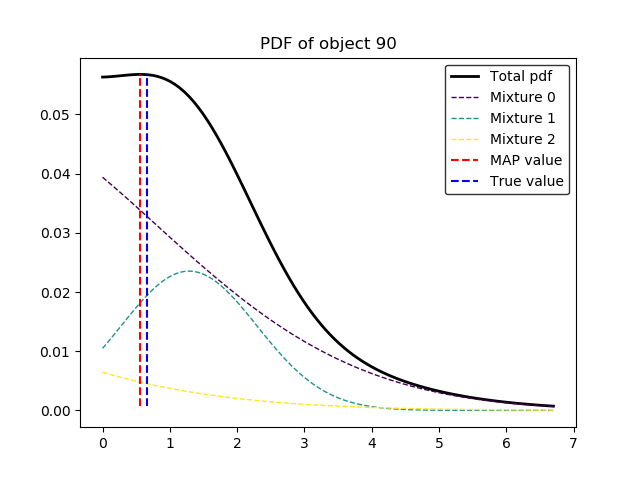 PDF of object 90
Total pdf
Mixture 0
Mixture 1
Mixture 2
MAP value
True value
0.05
0.04
0.03
0.02
0.01
0.00
0 1 2 3 4 5 6 7